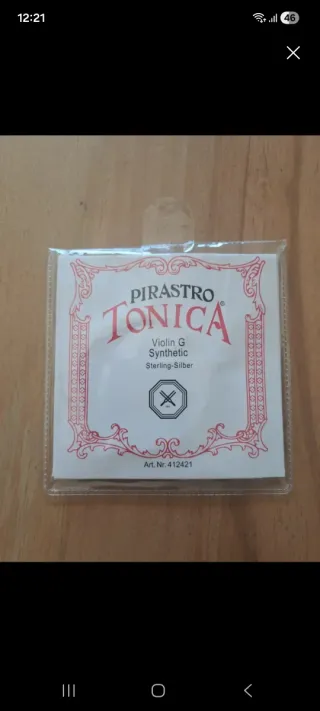 12:21
46
PIRASTRO
TONICA®
Violin G
Synthetic
Sterling-Silber
Art. Nr. 412421